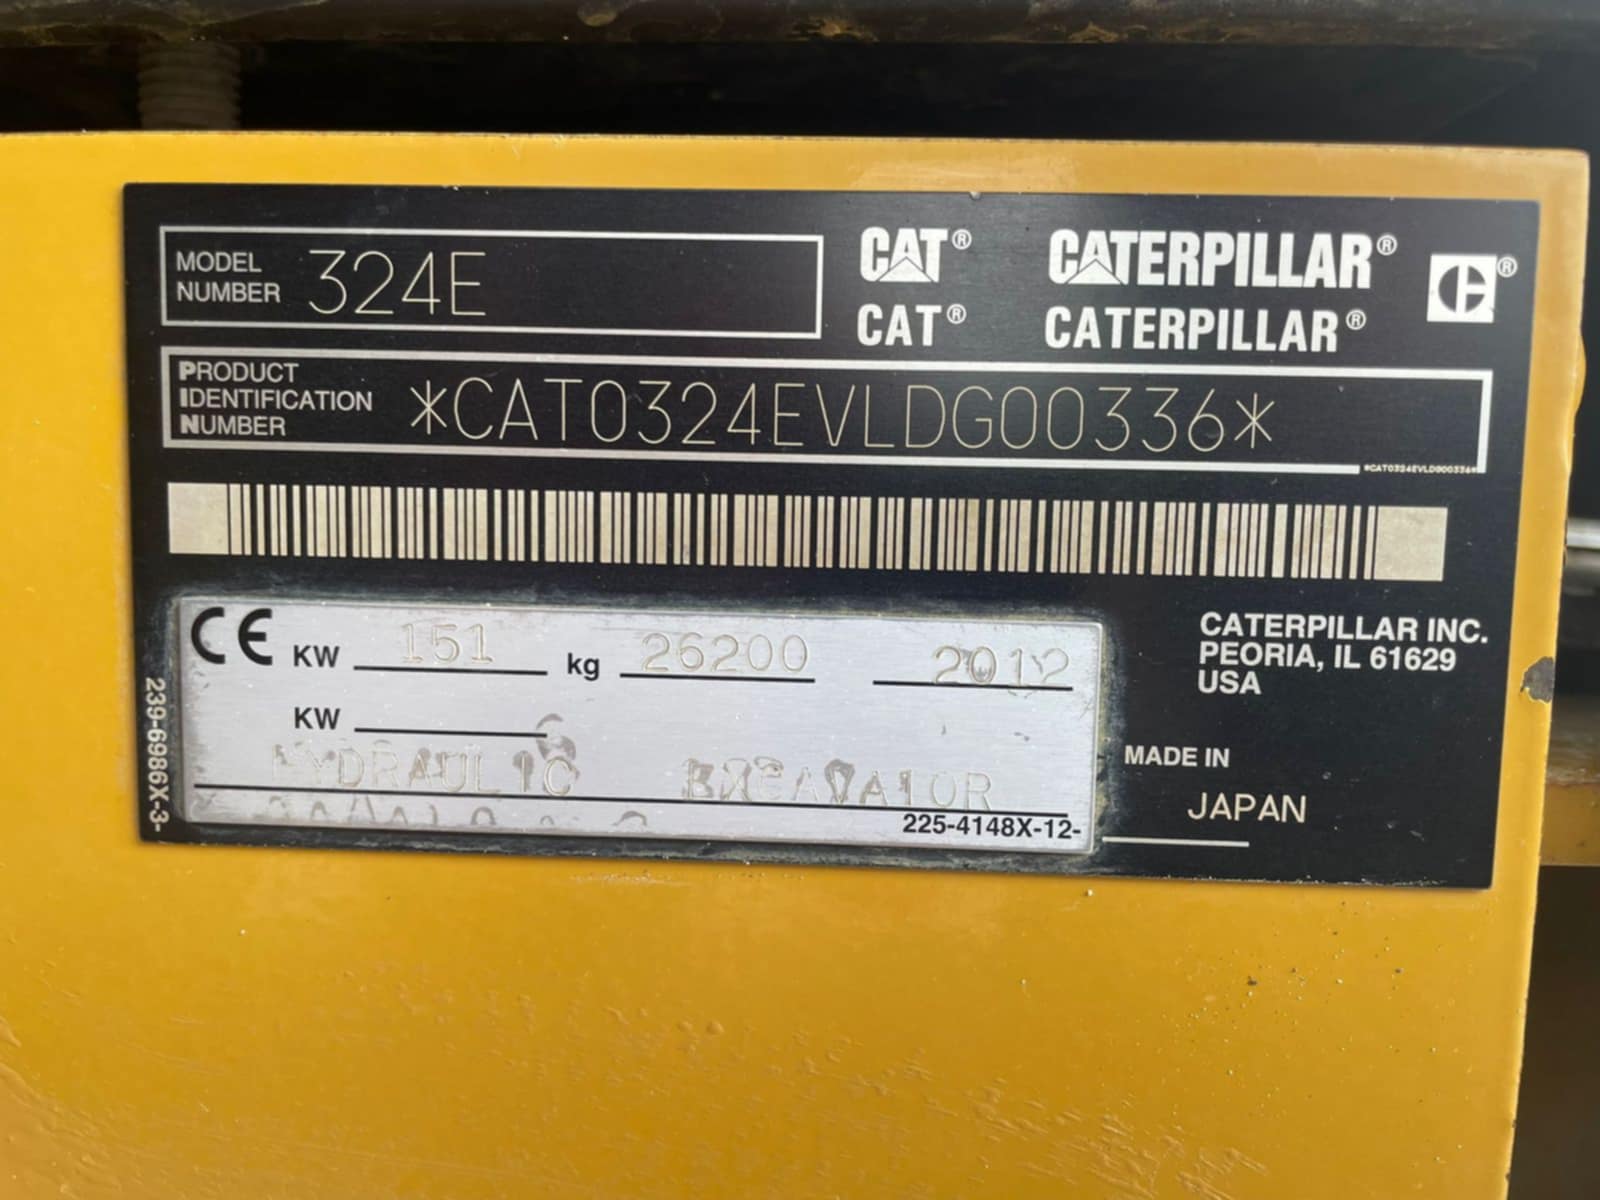 MODEL NUMBER 324E
CAT® CATERPILLAR®
CAT® CATERPILLAR®
PRODUCT IDENTIFICATION NUMBER *CAT0324EVLDG00336*
*CAT0324EVLDG00336*
CE KW 151 kg 26200 2012
KW
HYDRAULIC EXCAVATOR
225-4148X-12-
239-6986X-3-
CATERPILLAR INC.
PEORIA, IL 61629
USA
MADE IN
JAPAN